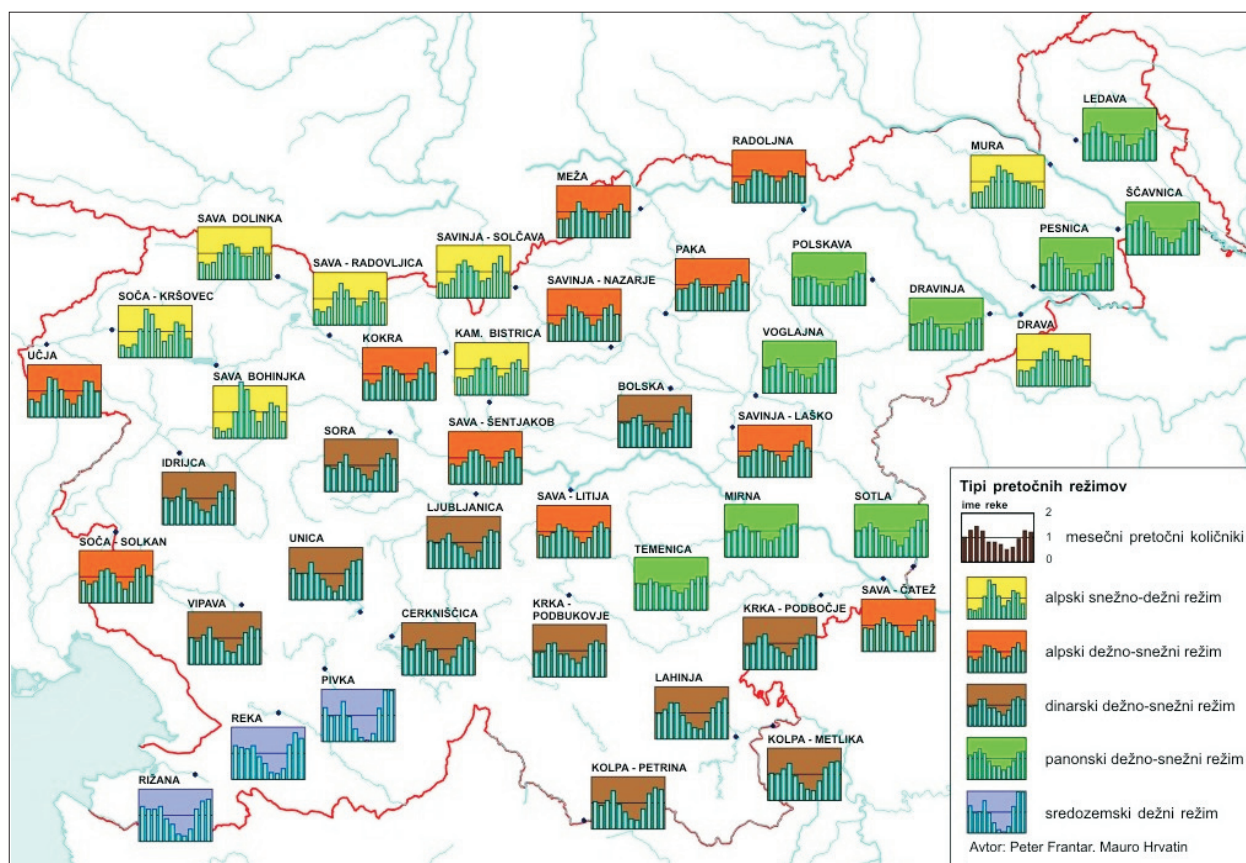 LEDAVA
RADOLJNA
MURA
MEŽA
ŠČAVNICA
SAVA DOLINKA
SAVINJA - SOLČAVA
PAKA
POLSKAVA
PESNICA
SAVA - RADOVLJICA
SAVINJA - NAZARJE
SOČA - KRŠOVEC
DRAVINJA
KOKRA
KAM. BISTRICA
VOGLAJNA
DRAVA
UČJA
SAVA BOHINJKA
BOLSKA
SORA
SAVA - ŠENTJAKOB
SAVINJA - LAŠKO
IDRIJCA
LJUBLJANICA
SAVA - LITIJA
MIRNA
SOTLA
SOČA - SOLKAN
UNICA
TEMENICA
VIPAVA
CERKNIŠČICA
KRKA -
PODBUKOVJE
KRKA - PODBOČJE
SAVA - ČATEŽ
PIVKA
LAHINJA
REKA
KOLPA - METLIKA
RIŽANA
KOLPA - PETRINA
Tipi pretočnih režimov
ime reke
2
1
0
mesečni pretočni količniki
alpski snežno-dežni režim
alpski dežno-snežni režim
dinarski dežno-snežni režim
panonski dežno-snežni režim
sredozemski dežni režim
Avtor: Peter Frantar. Mauro Hrvatin